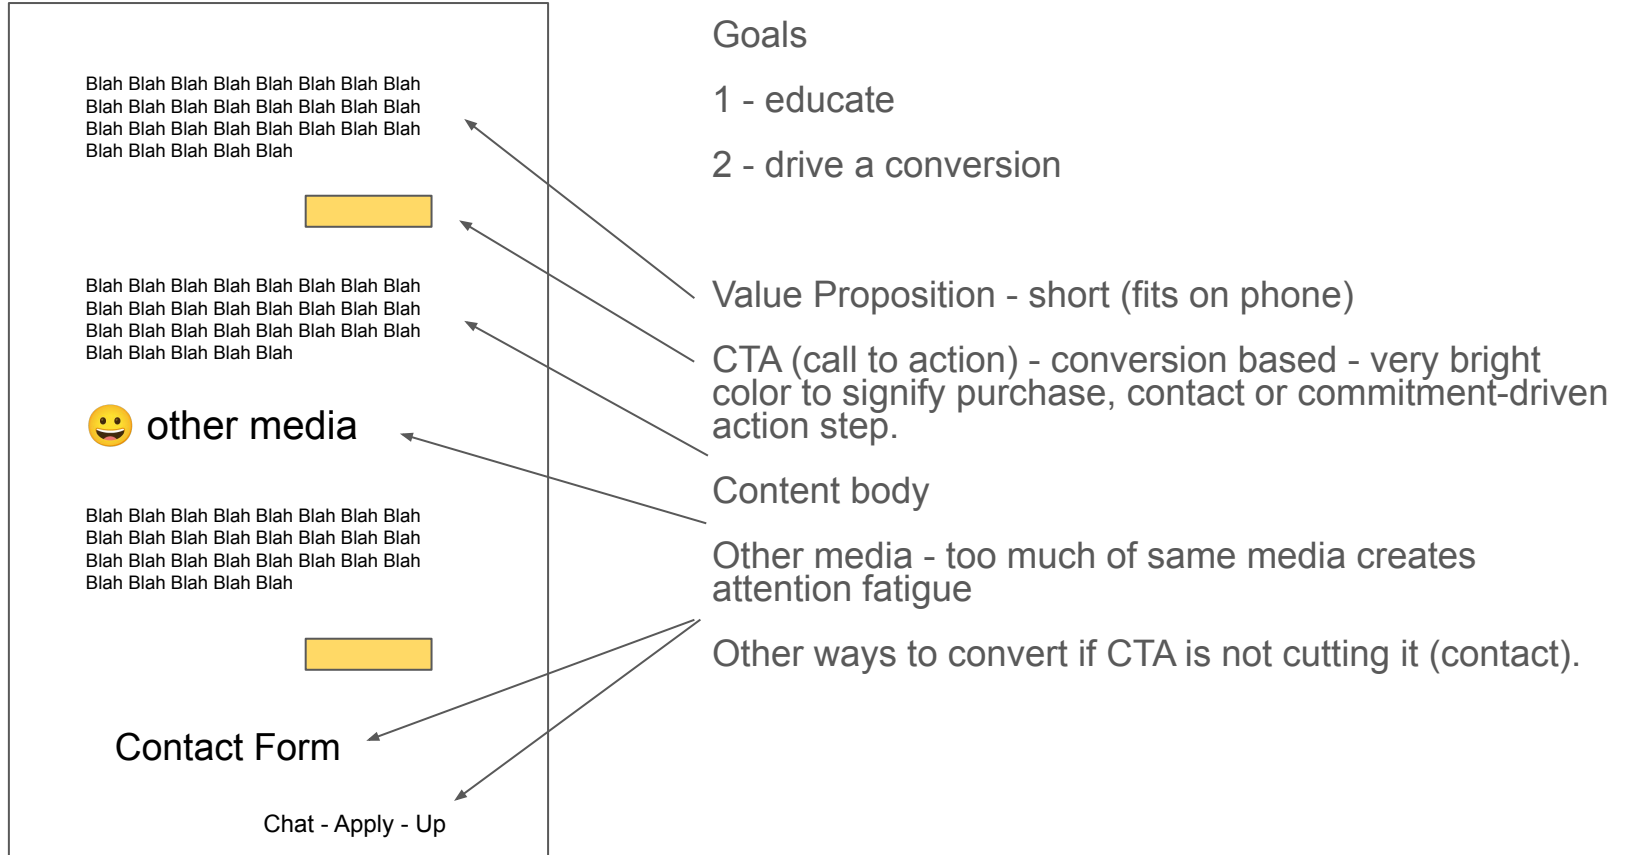 Blah Blah Blah Blah Blah Blah Blah Blah
Blah Blah Blah Blah Blah Blah Blah Blah
Blah Blah Blah Blah Blah Blah Blah Blah
Blah Blah Blah Blah Blah
Blah Blah Blah Blah Blah Blah Blah Blah
Blah Blah Blah Blah Blah Blah Blah Blah
Blah Blah Blah Blah Blah Blah Blah Blah
Blah Blah Blah Blah Blah
😀 other media
Blah Blah Blah Blah Blah Blah Blah Blah
Blah Blah Blah Blah Blah Blah Blah Blah
Blah Blah Blah Blah Blah Blah Blah Blah
Blah Blah Blah Blah Blah
Contact Form
Chat - Apply - Up
Goals
1 - educate
2 - drive a conversion
Value Proposition - short (fits on phone)
CTA (call to action) - conversion based - very bright
color to signify purchase, contact or commitment-driven
action step.
Content body
Other media - too much of same media creates
attention fatigue
Other ways to convert if CTA is not cutting it (contact).